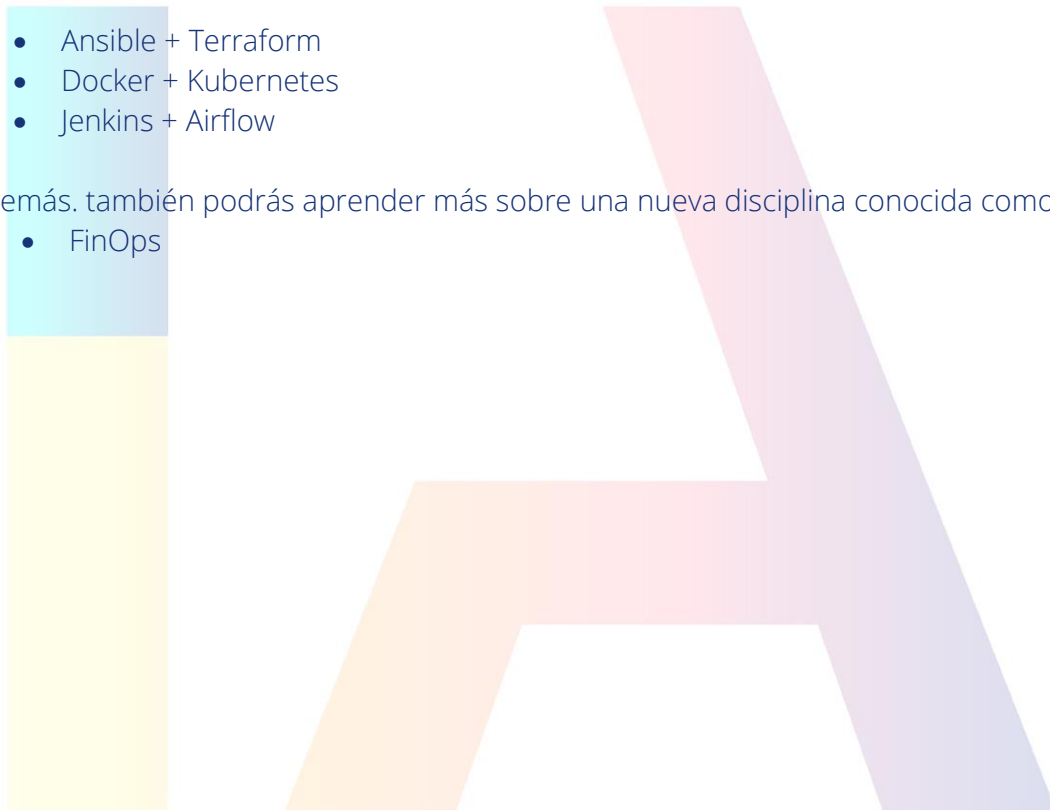 • Ansible + Terraform
• Docker + Kubernetes
• Jenkins + Airflow
emás. también podrás aprender más sobre una nueva disciplina conocida como
• FinOps